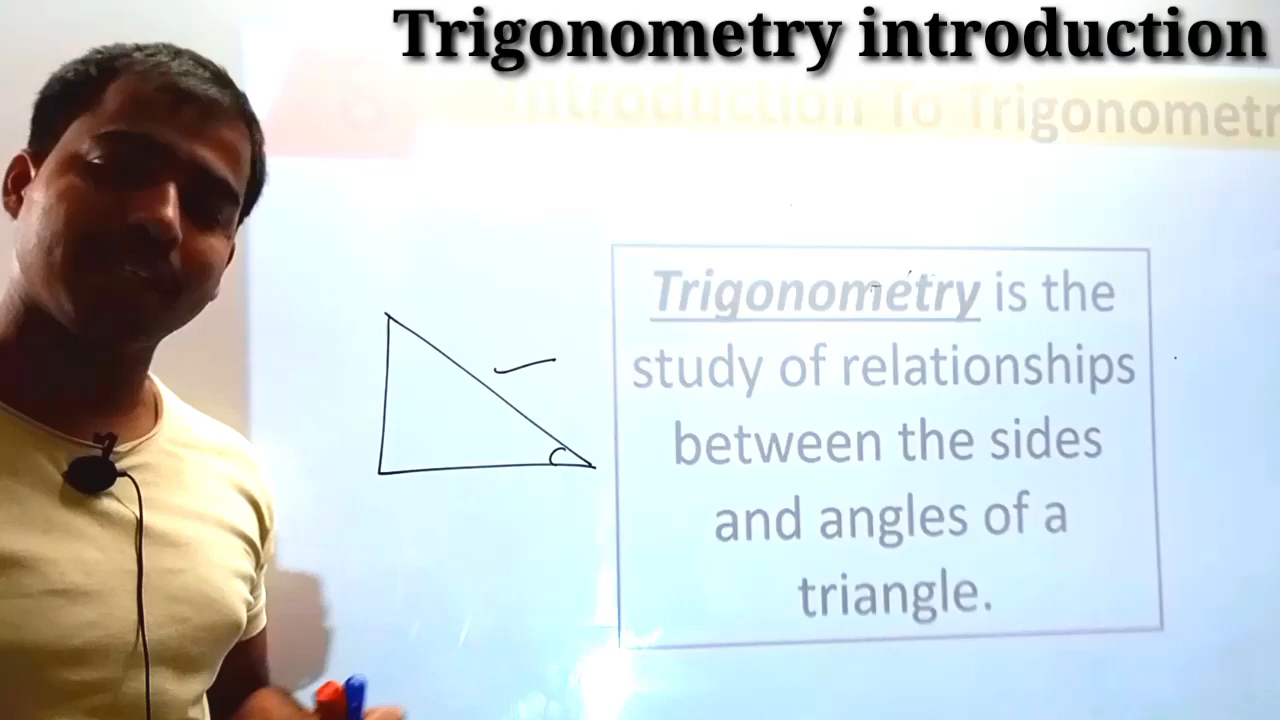 Trigonometry introduction
Introduction To Trigonometr
Trigonometry is the
study of relationships
between the sides
and angles of a
triangle.